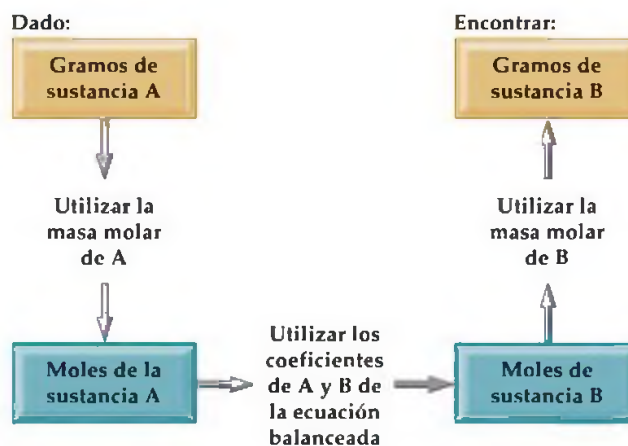 Dado:
Encontrar:
Gramos de
sustancia A
Gramos de
sustancia B
Utilizar la
masa molar
de A
Utilizar la
masa molar
de B
Moles de la
sustancia A
Utilizar los
coeficientes
de A y B de
la ecuación
balanceada
Moles de
sustancia B